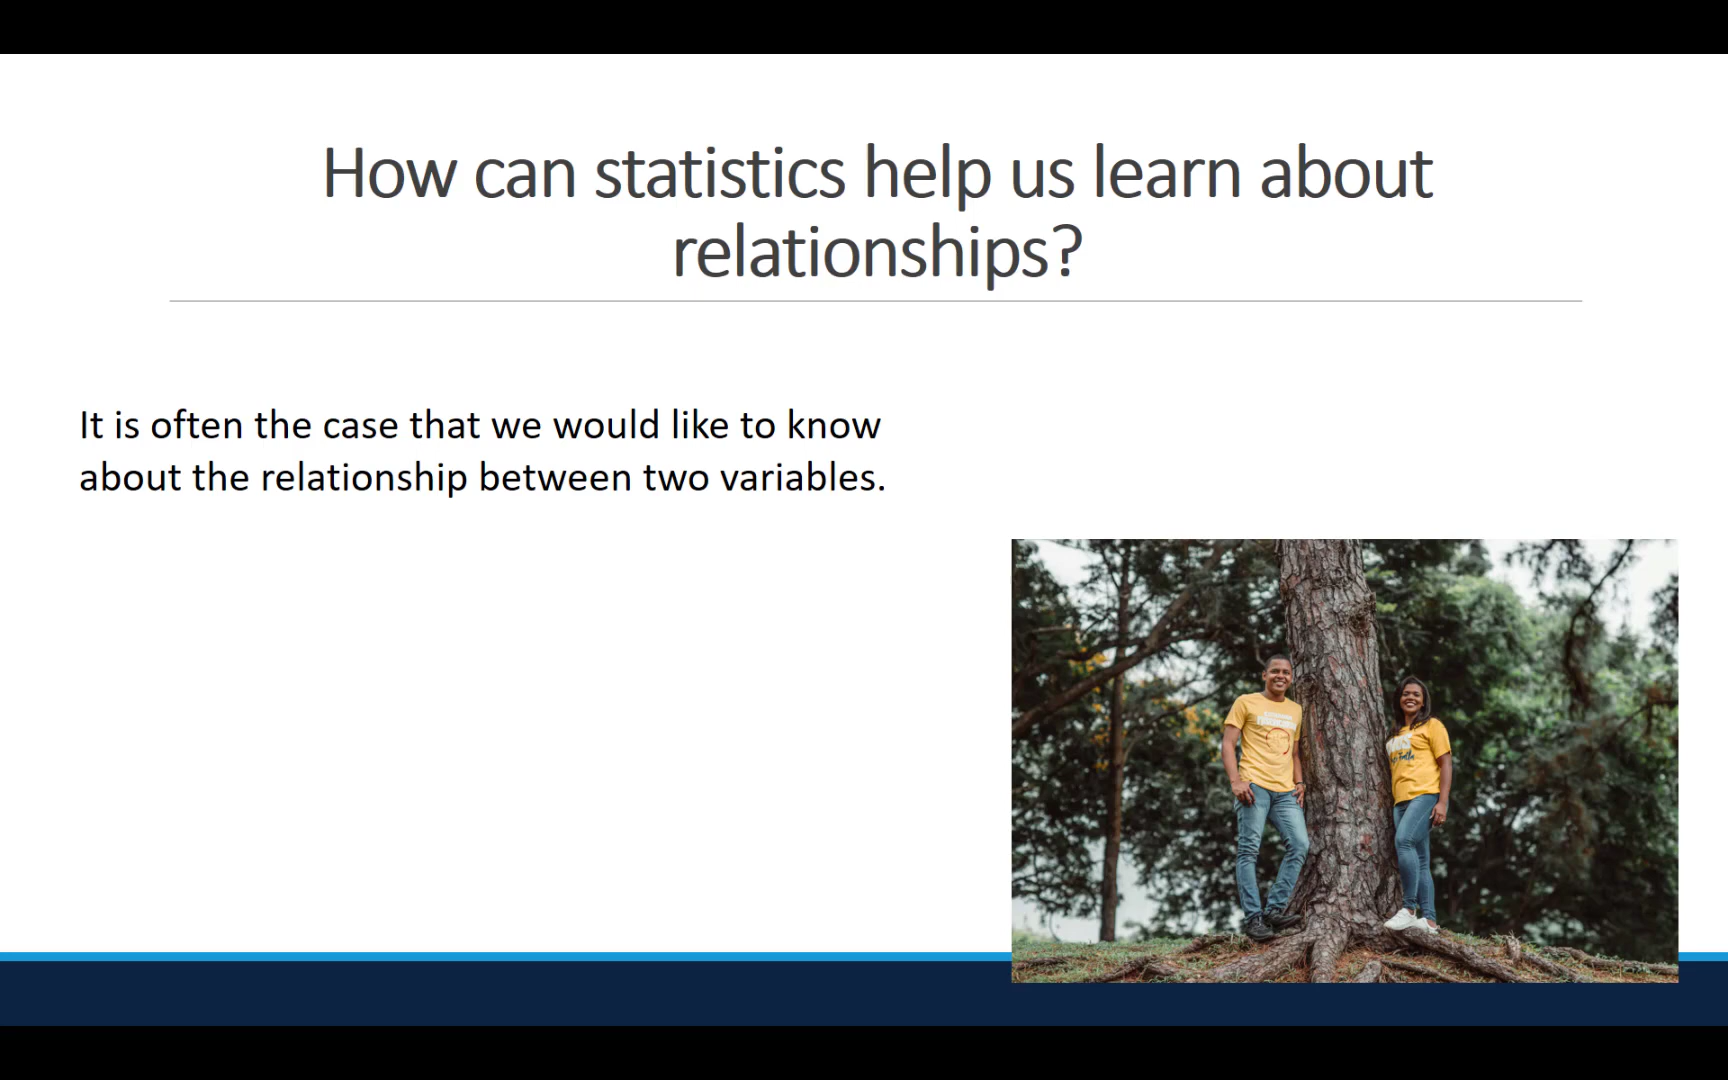 How can statistics help us learn about
relationships?
It is often the case that we would like to know
about the relationship between two variables.